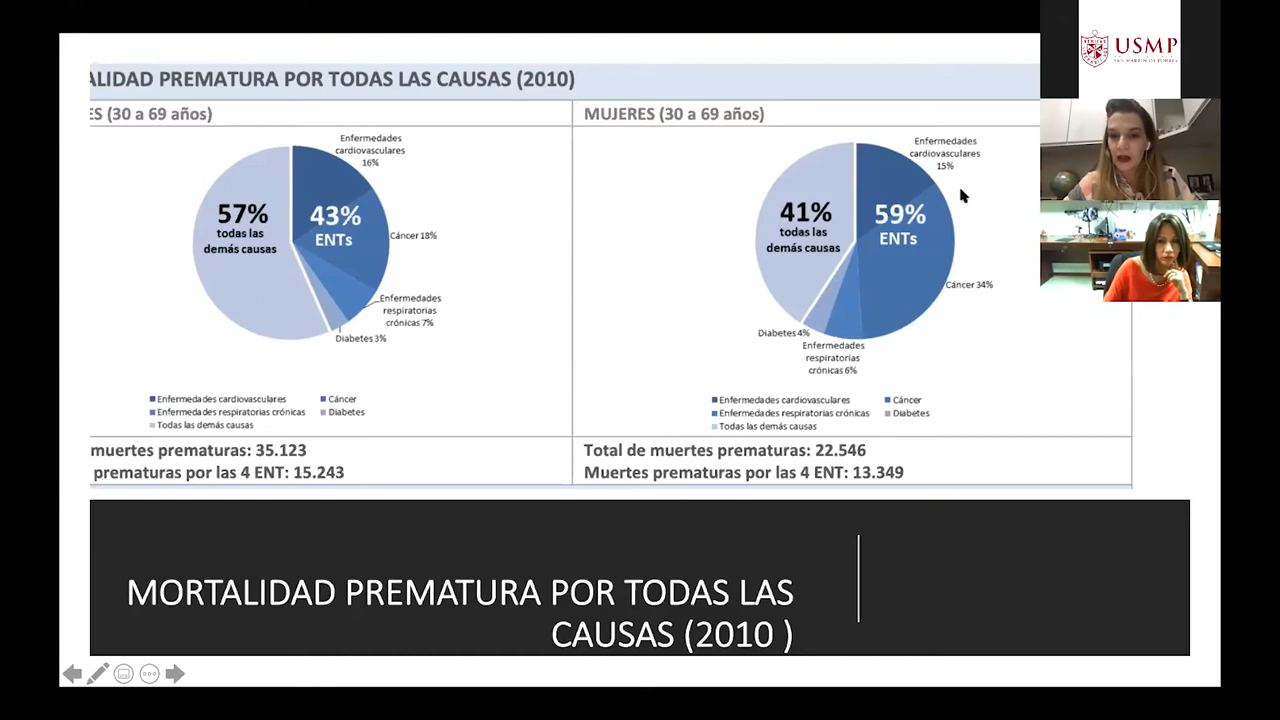 ALIDAD PREMATURA POR TODAS LAS CAUSAS (2010)
ES (30 a 69 años)
Enfermedades
cardiovasculares
16%
57%
todas las
demás causas
43%
ENTs
Cáncer 18%
Enfermedades
respiratorias
crónicas 7%
Diabetes 3%
Enfermedades cardiovasculares
Cáncer
Enfermedades respiratorias crónicas
Diabetes
Todas las demás causas
muertes prematuras: 35.123
prematuras por las 4 ENT: 15.243
MUJERES (30 a 69 años)
Enfermedades
cardiovasculares
15%
41%
todas las
demás causas
59%
ENTs
Cáncer 34%
Diabetes 4%
Enfermedades
respiratorias
crónicas 6%
Enfermedades cardiovasculares
Cáncer
Enfermedades respiratorias crónicas
Diabetes
Todas las demás causas
Total de muertes prematuras: 22.546
Muertes prematuras por las 4 ENT: 13.349
MORTALIDAD PREMATURA POR TODAS LAS
CAUSAS (2010 )
USMP
SAN MARTIN DE PORRES